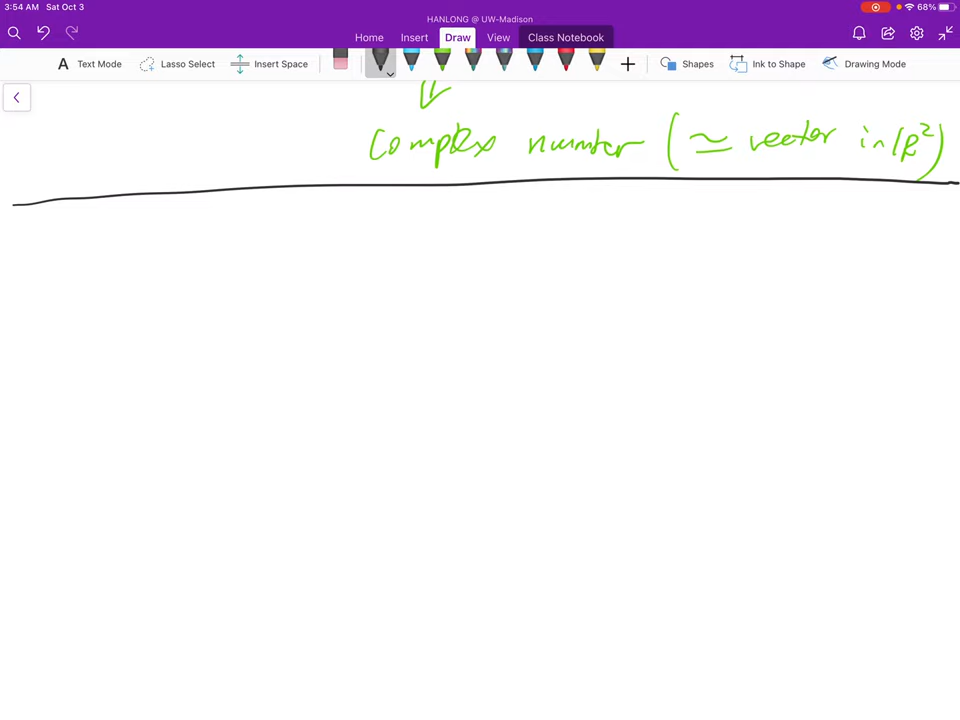 3:54 AM Sat Oct 3
68%
HANLONG @ UW-Madison
Home Insert Draw View Class Notebook
A Text Mode Lasso Select Insert Space Shapes Ink to Shape Drawing Mode
complex number (≃ vector in ℝ²)